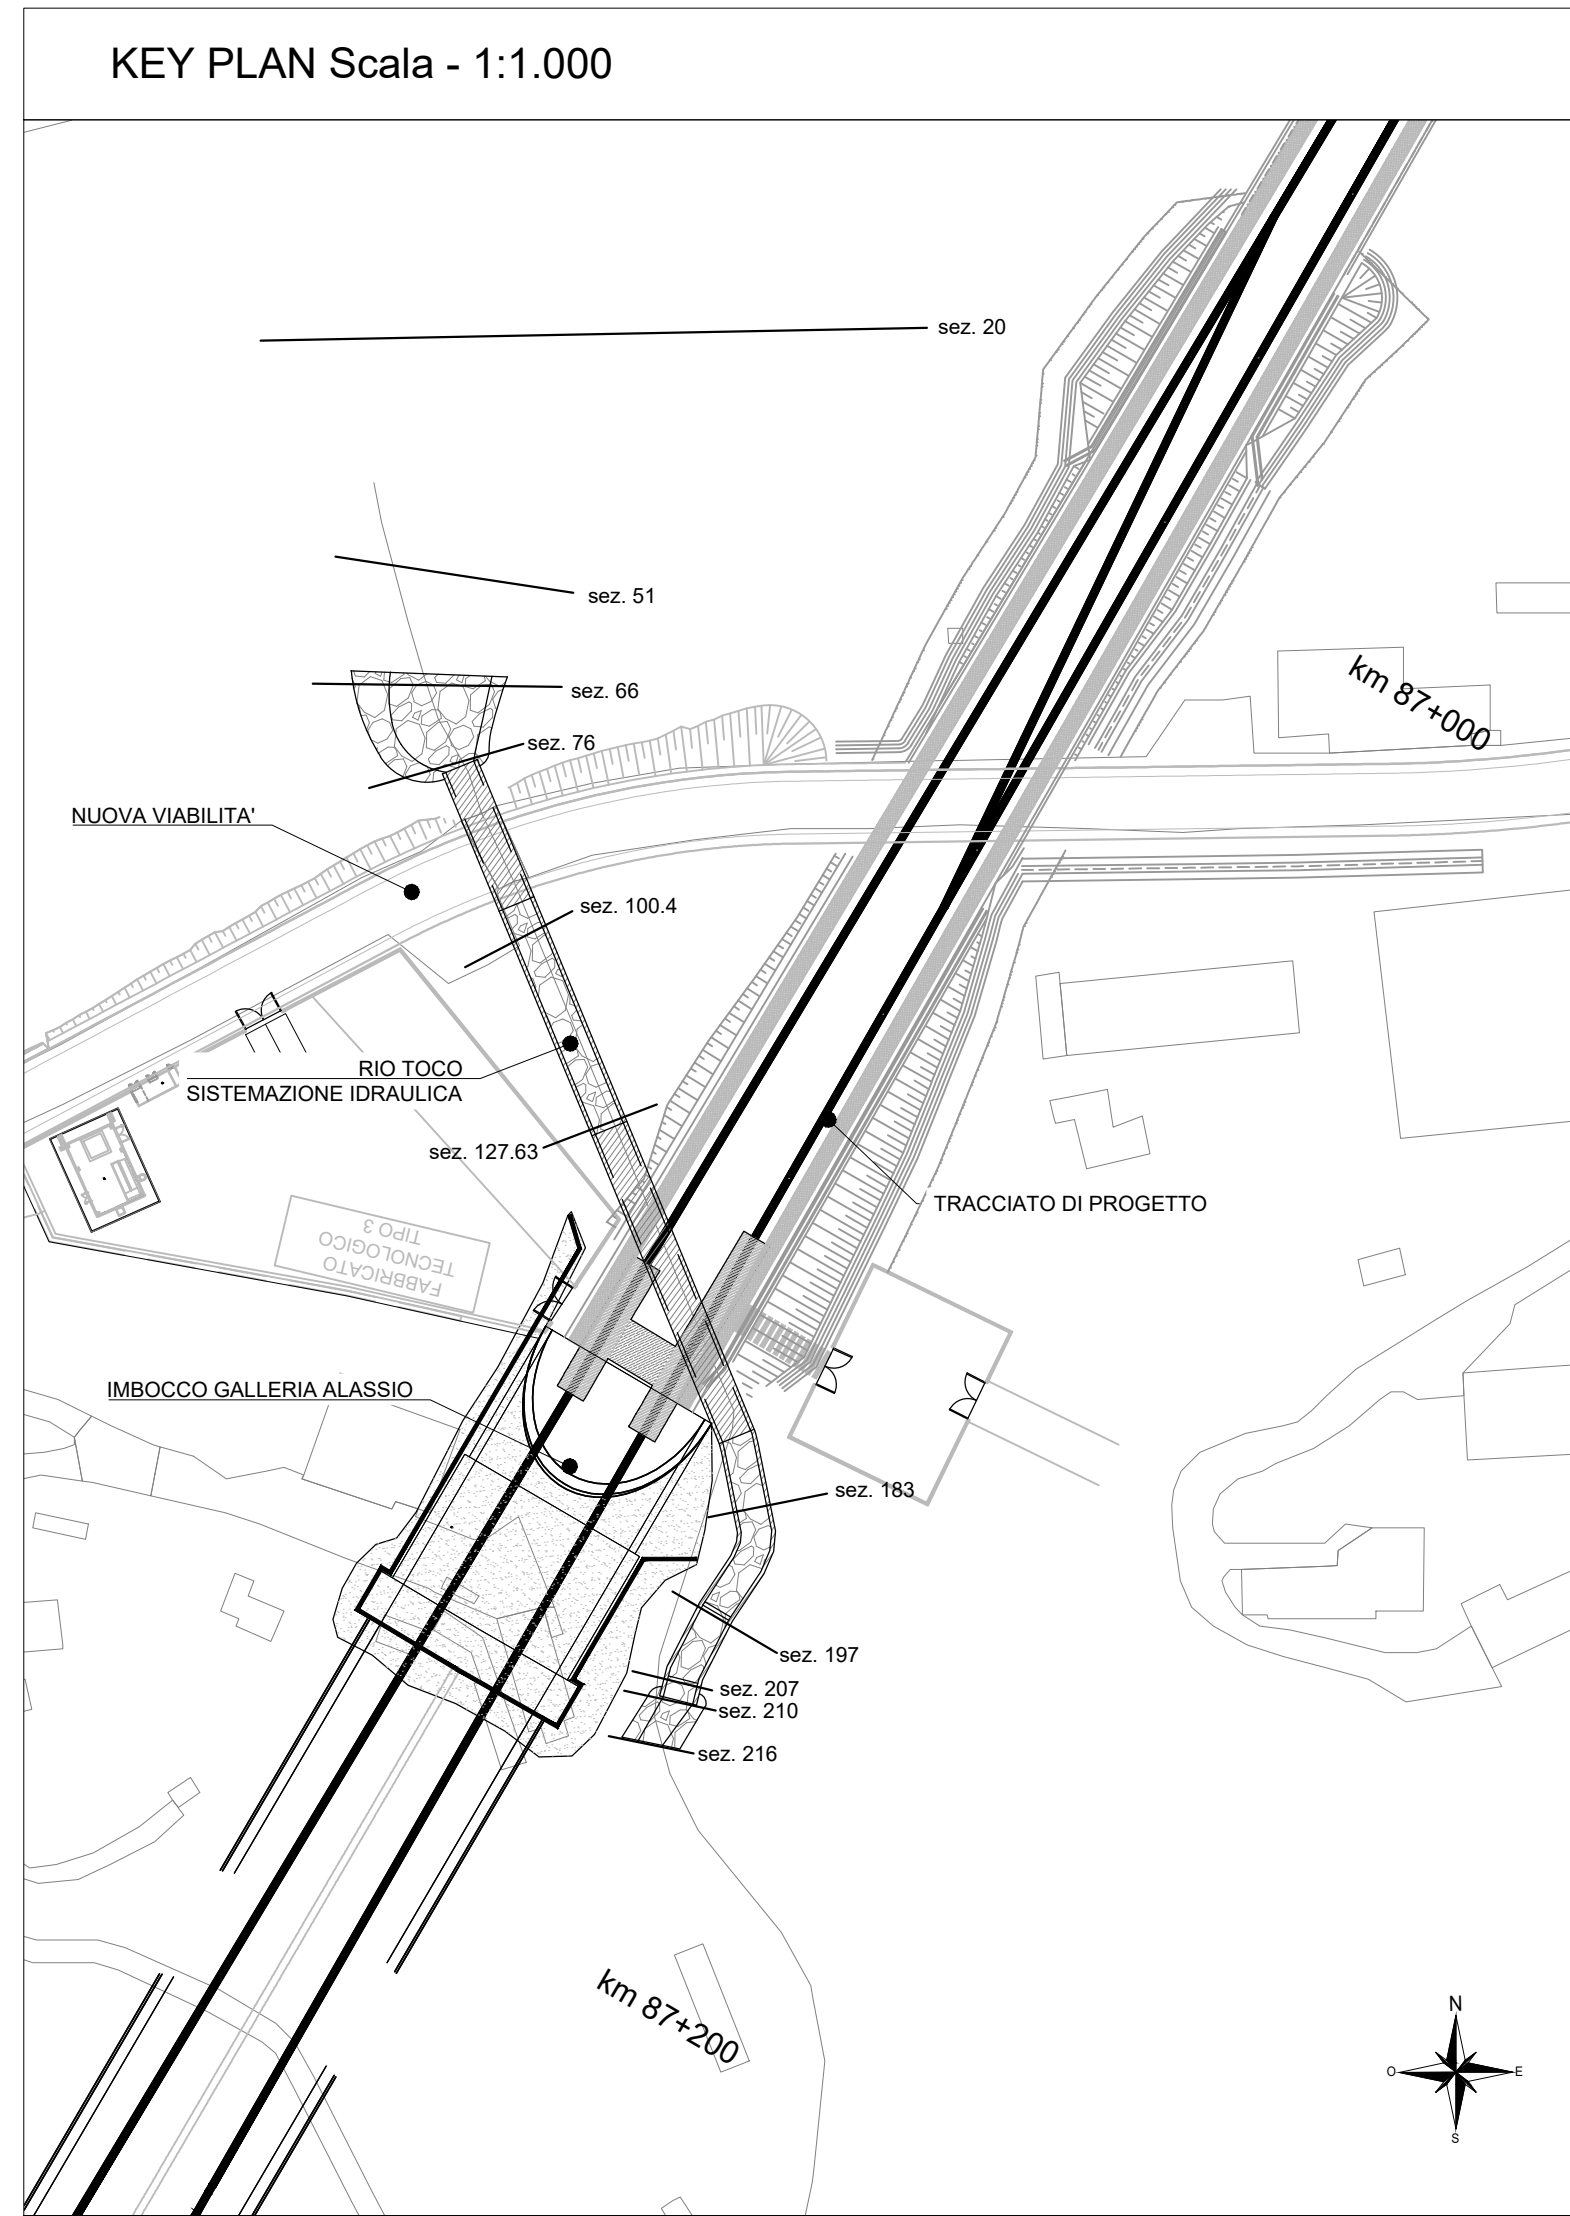 KEY PLAN Scala - 1:1.000
sez. 20
sez. 51
km 87+000
sez. 66
sez. 76
NUOVA VIABILITA'
sez. 100.4
RIO TOCO
SISTEMAZIONE IDRAULICA
sez. 127.63
TRACCIATO DI PROGETTO
FABBRICATO
TECNOLOGICO
TIPO 3
IMBOCCO GALLERIA ALASSIO
sez. 183
sez. 197
sez. 207
sez. 210
sez. 216
km 87+200
N
O
E
S